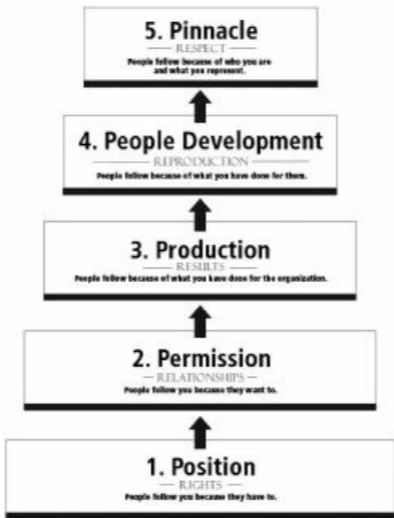 5. Pinnacle
RESPECT
People follow because of who you are
and what you represent.
4. People Development
REPRODUCTION
People follow because of what you have done for them.
3. Production
RESULTS
People follow because of what you have done for the organization.
2. Permission
RELATIONSHIPS
People follow you because they want to.
1. Position
RIGHTS
People follow you because they have to.